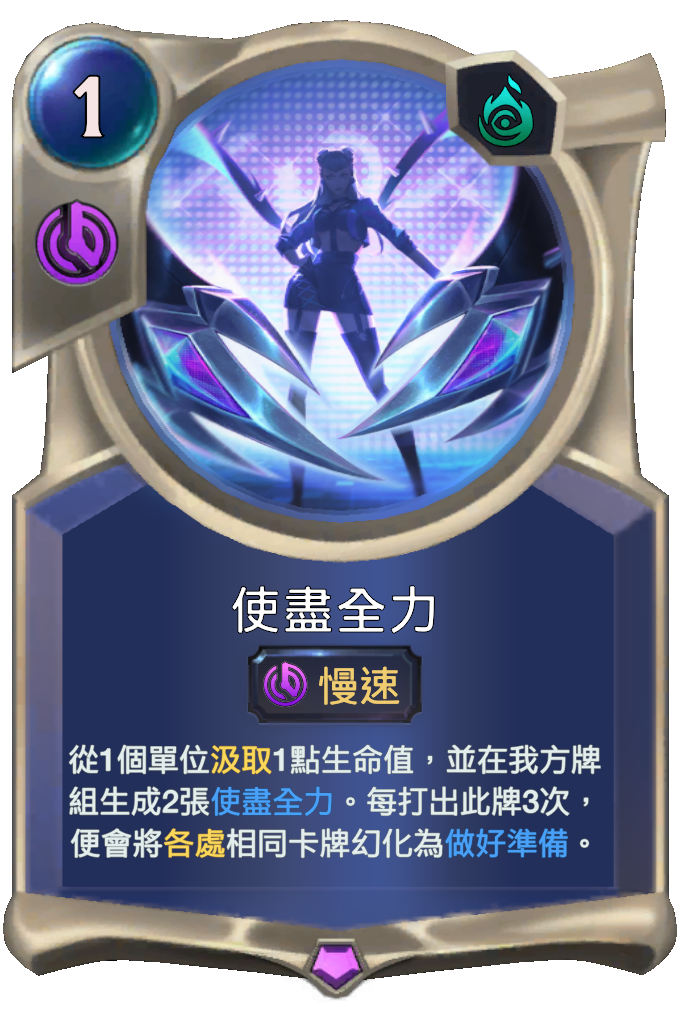 1
使盡全力
慢速
從1個單位汲取1點生命值，並在我方牌
組生成2張使盡全力。每打出此牌3次，
便會將各處相同卡牌幻化為做好準備。